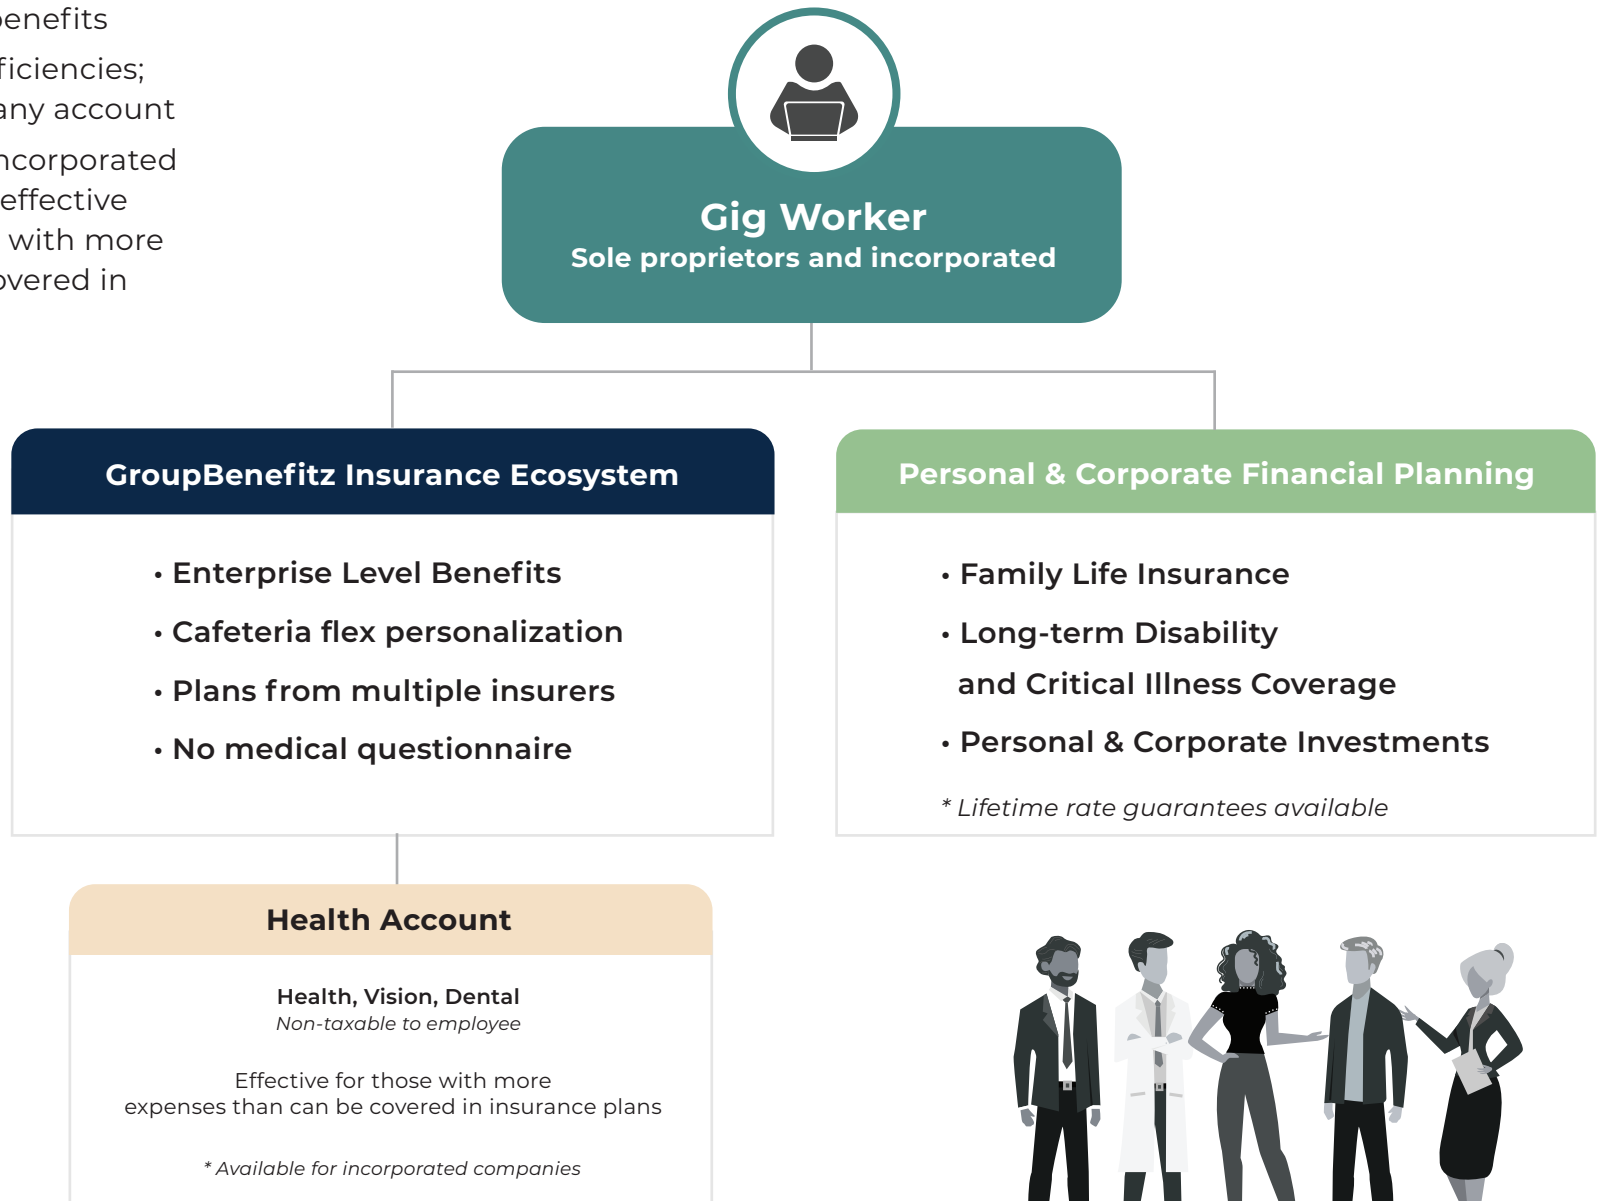 benefits
ficiencies;
any account
ncorporated
effective
with more
overed in
Gig Worker
Sole proprietors and incorporated
GroupBenefitz Insurance Ecosystem
• Enterprise Level Benefits
• Cafeteria flex personalization
• Plans from multiple insurers
• No medical questionnaire
Personal & Corporate Financial Planning
• Family Life Insurance
• Long-term Disability
and Critical Illness Coverage
• Personal & Corporate Investments
* Lifetime rate guarantees available
Health Account
Health, Vision, Dental
Non-taxable to employee
Effective for those with more
expenses than can be covered in insurance plans
* Available for incorporated companies